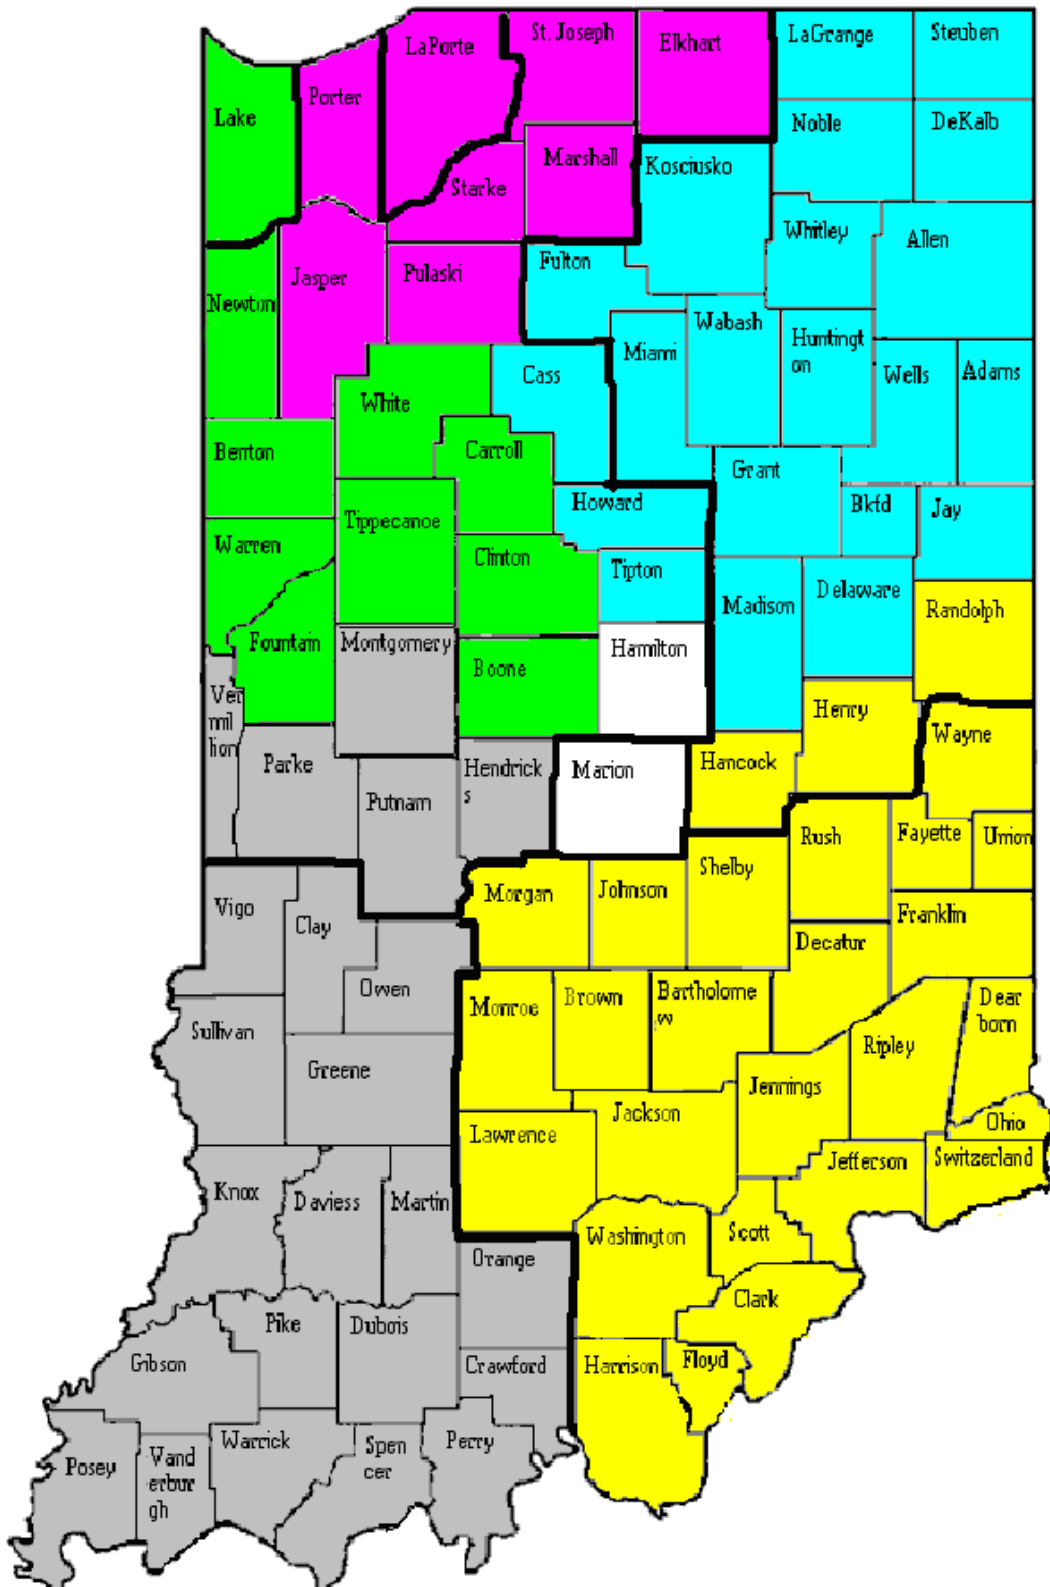 LaPorte
St. Joseph
Elkhart
LaGrange
Steuben
Lake
Porter
Noble
DeKalb
Marshall
Kosciusko
Starke
Whitley
Allen
Newton
Jasper
Pulaski
Fulton
Wabash
Miami
Huntingt
on
Wells
Adams
White
Cass
Benton
Carroll
Grant
Howard
Bkfd
Jay
Tippecanoe
Warren
Clinton
Tipton
Madison
Delaware
Randolph
Fountain
Montgomery
Boone
Hamilton
Ver
mil
lion
Henry
Wayne
Parke
Putnam
Hendrick
s
Marion
Hancock
Rush
Fayette
Union
Vigo
Clay
Morgan
Johnson
Shelby
Franklin
Decatur
Owen
Monroe
Brown
Bartholome
w
Dear
born
Sullivan
Greene
Ripley
Jennings
Jackson
Lawrence
Ohio
Jefferson
Switzerland
Knox
Daviess
Martin
Orange
Washington
Scott
Clark
Pike
Dubois
Gibson
Crawford
Harrison
Floyd
Posey
Vand
erbur
gh
Warrick
Spen
cer
Perry